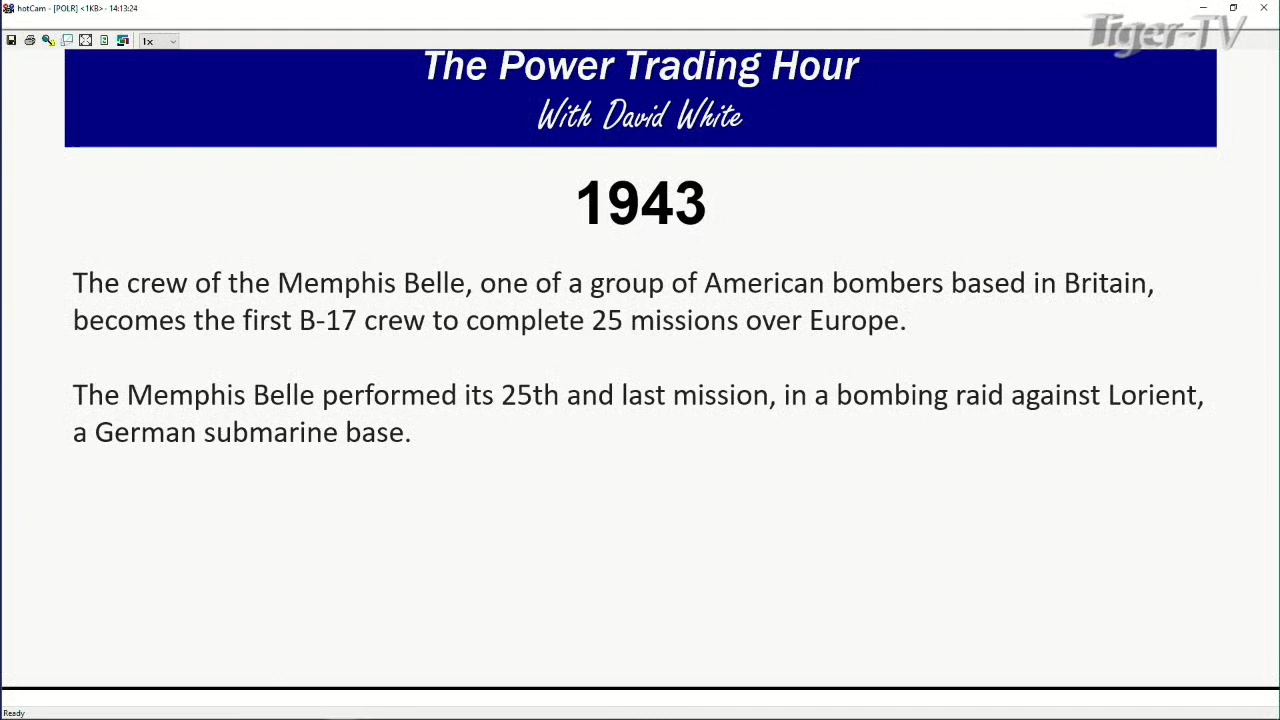 hotCam - [POLR] <1KB> - 14:13:24
Tiger-TV
1x
The Power Trading Hour
With David White
1943
The crew of the Memphis Belle, one of a group of American bombers based in Britain,
becomes the first B-17 crew to complete 25 missions over Europe.
The Memphis Belle performed its 25th and last mission, in a bombing raid against Lorient,
a German submarine base.
Ready